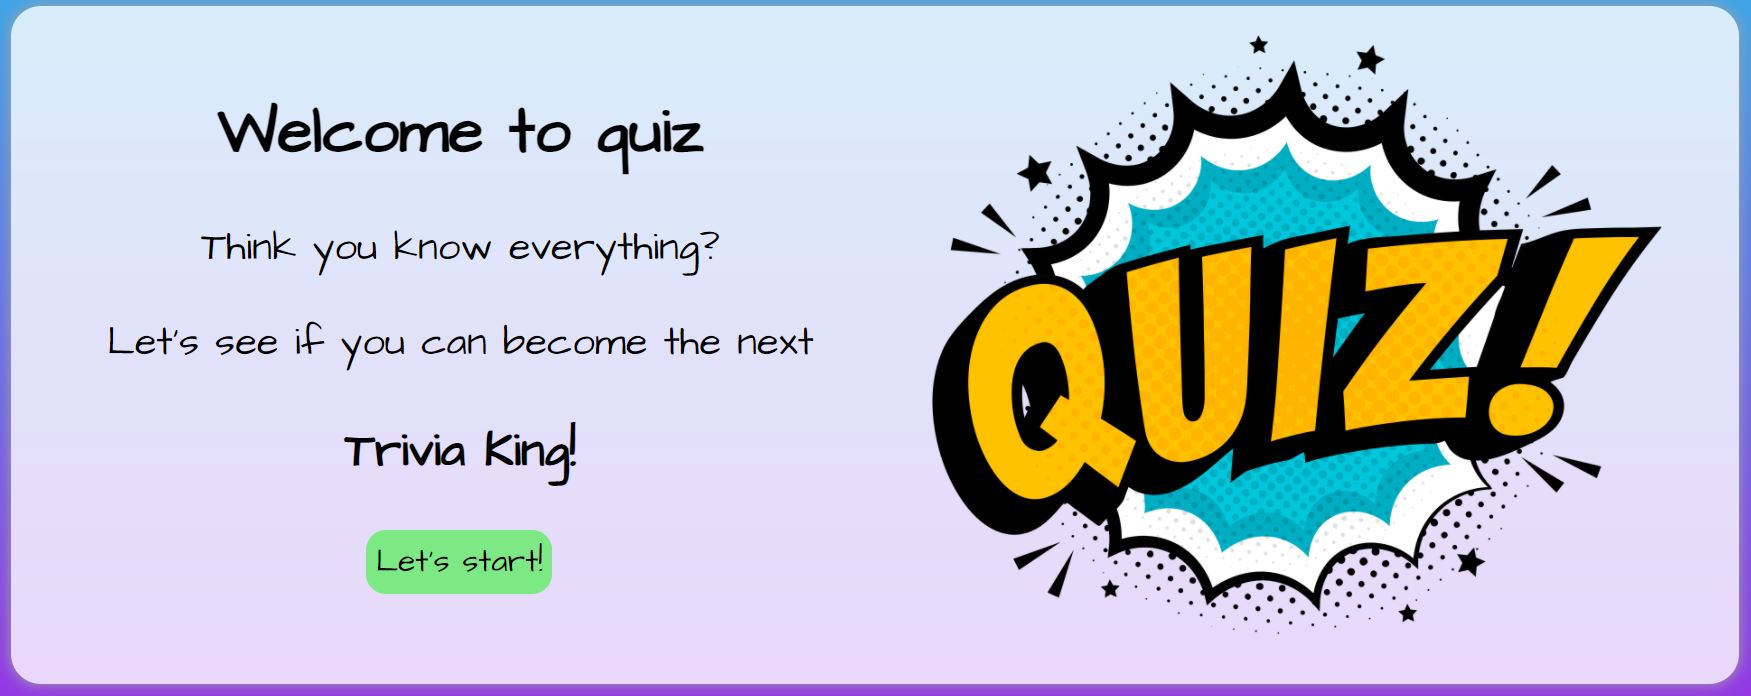 Welcome to quiz
Think you know everything?
Let's see if you can become the next
Trivia King!
Let's start!
QUIZ!